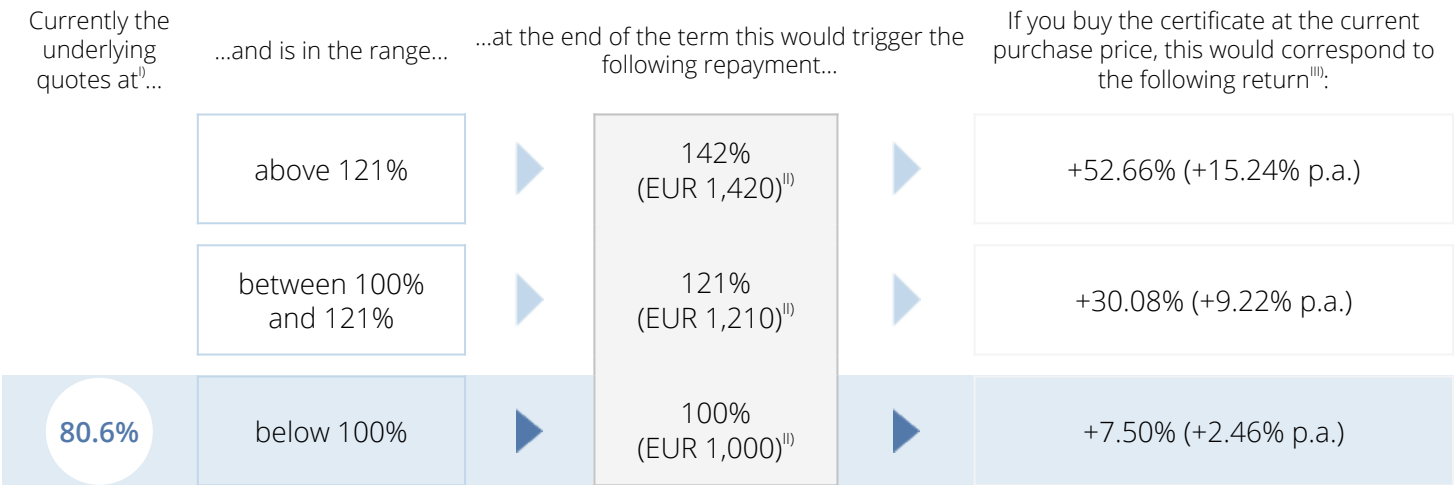 Currently the
underlying
quotes atᴵ⁾...
...and is in the range...
...at the end of the term this would trigger the
following repayment...
If you buy the certificate at the current
purchase price, this would correspond to
the following returnᴵᴵᴵ⁾:
above 121%
142%
(EUR 1,420)ᴵᴵ⁾
+52.66% (+15.24% p.a.)
between 100%
and 121%
121%
(EUR 1,210)ᴵᴵ⁾
+30.08% (+9.22% p.a.)
80.6%
below 100%
100%
(EUR 1,000)ᴵᴵ⁾
+7.50% (+2.46% p.a.)